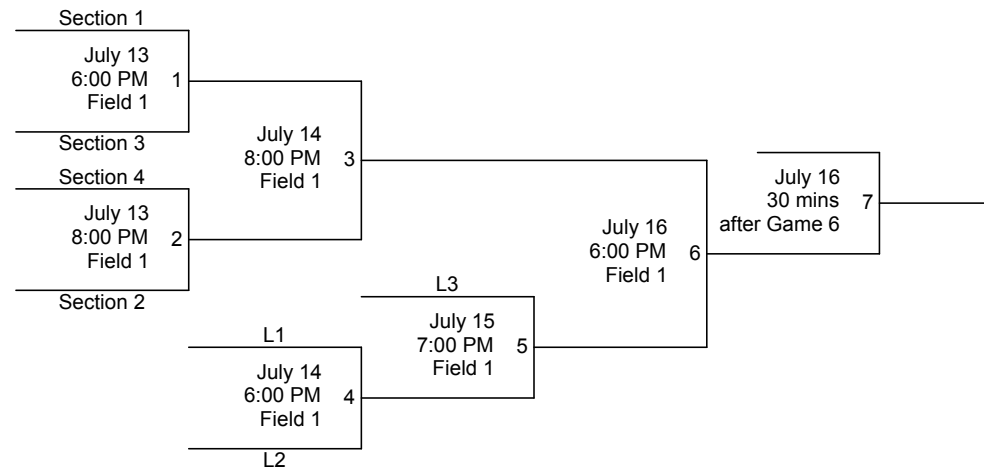 Section 1
July 13
6:00 PM
Field 1
1
Section 3
Section 4
July 13
8:00 PM
Field 1
2
Section 2
July 14
8:00 PM
Field 1
3
L1
July 14
6:00 PM
Field 1
4
L2
L3
July 15
7:00 PM
Field 1
5
July 16
6:00 PM
Field 1
6
July 16
30 mins
after Game 6
7